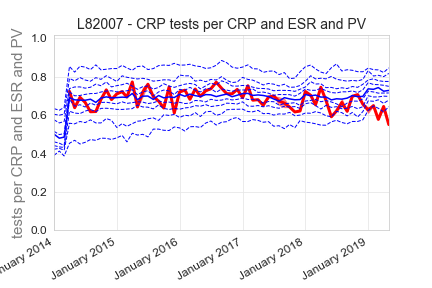 L82007 - CRP tests per CRP and ESR and PV
tests per CRP and ESR and PV
1.0
0.8
0.6
0.4
0.2
0.0
nuary 2014
January 2015
January 2016
January 2017
January 2018
January 2019